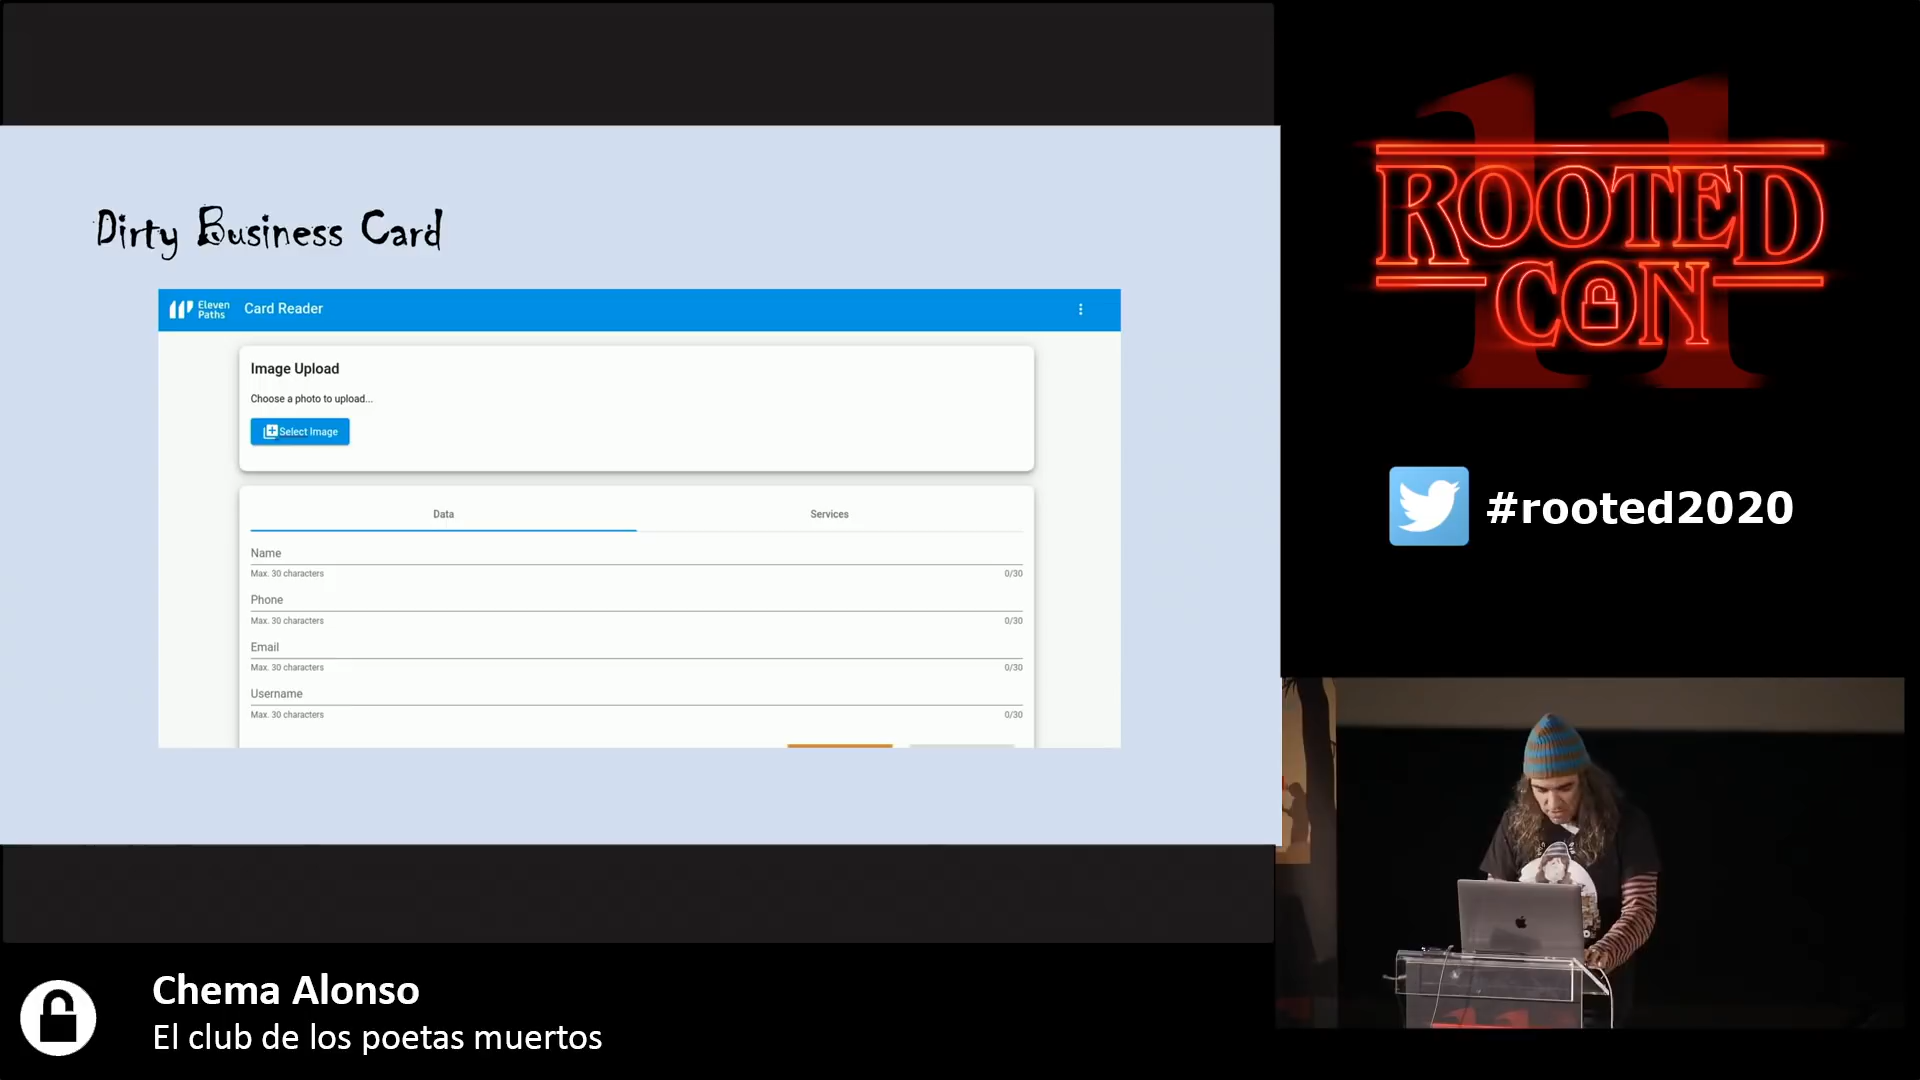 Dirty Business Card
Eleven
Paths
Card Reader
Image Upload
Choose a photo to upload...
Select Image
Data
Services
Name
Max. 30 characters
0/30
Phone
Max. 30 characters
0/30
Email
Max. 30 characters
0/30
Username
Max. 30 characters
0/30
11
ROOTED
CON
#rooted2020
Chema Alonso
El club de los poetas muertos